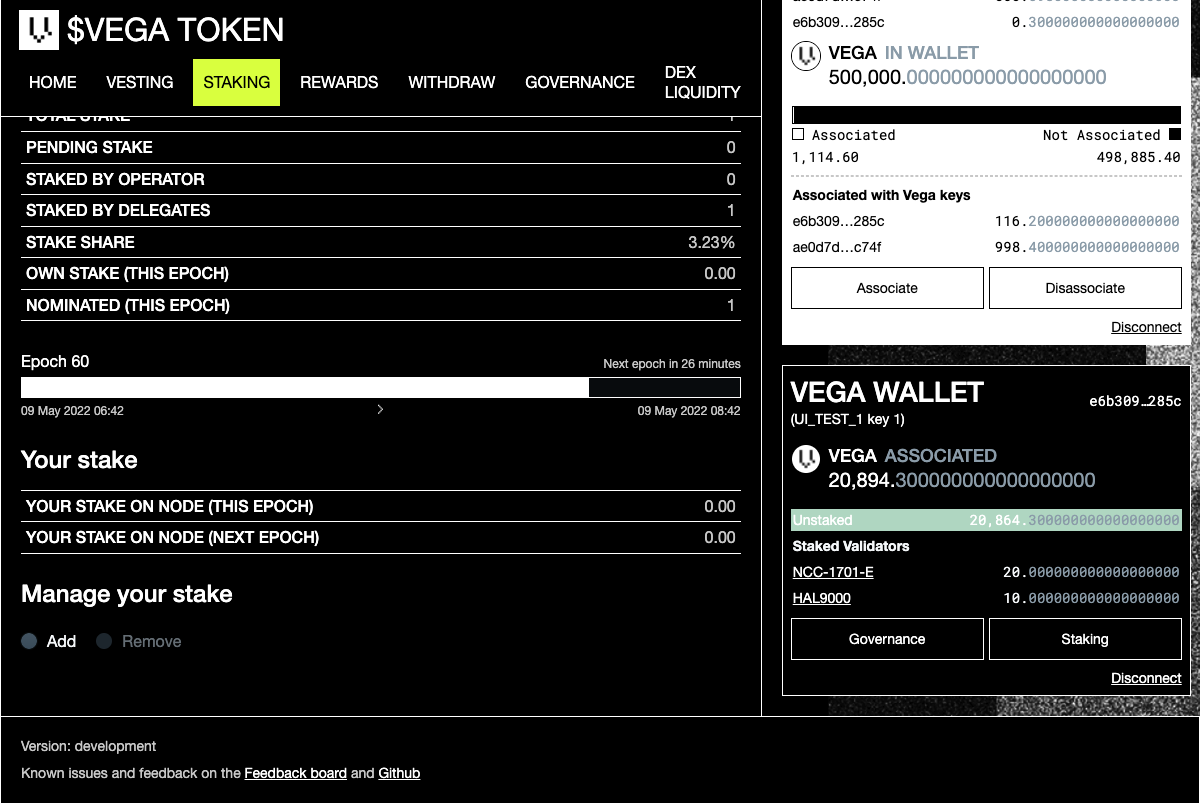 $VEGA TOKEN
HOME VESTING STAKING REWARDS WITHDRAW GOVERNANCE DEX LIQUIDITY
TOTAL STAKE 1
PENDING STAKE 0
STAKED BY OPERATOR 0
STAKED BY DELEGATES 1
STAKE SHARE 3.23%
OWN STAKE (THIS EPOCH) 0.00
NOMINATED (THIS EPOCH) 1
Epoch 60 Next epoch in 26 minutes
09 May 2022 06:42 09 May 2022 08:42
Your stake
YOUR STAKE ON NODE (THIS EPOCH) 0.00
YOUR STAKE ON NODE (NEXT EPOCH) 0.00
Manage your stake
Add Remove
e6b309…285c 0.300000000000000000
VEGA IN WALLET
500,000.000000000000000000
Associated Not Associated
1,114.60 498,885.40
Associated with Vega keys
e6b309…285c 116.200000000000000000
ae0d7d…c74f 998.400000000000000000
Associate Disassociate
Disconnect
VEGA WALLET e6b309…285c
(UI_TEST_1 key 1)
VEGA ASSOCIATED
20,894.300000000000000000
Unstaked 20,864.300000000000000000
Staked Validators
NCC-1701-E 20.000000000000000000
HAL9000 10.000000000000000000
Governance Staking
Disconnect
Version: development
Known issues and feedback on the Feedback board and Github